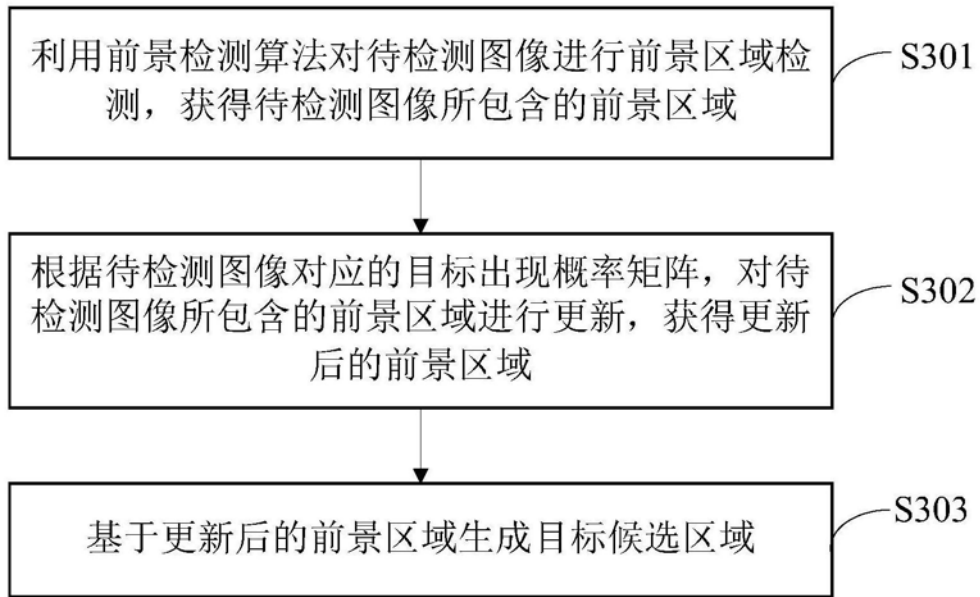 利用前景检测算法对待检测图像进行前景区域检
测，获得待检测图像所包含的前景区域
S301
根据待检测图像对应的目标出现概率矩阵，对待
检测图像所包含的前景区域进行更新，获得更新
后的前景区域
S302
基于更新后的前景区域生成目标候选区域
S303